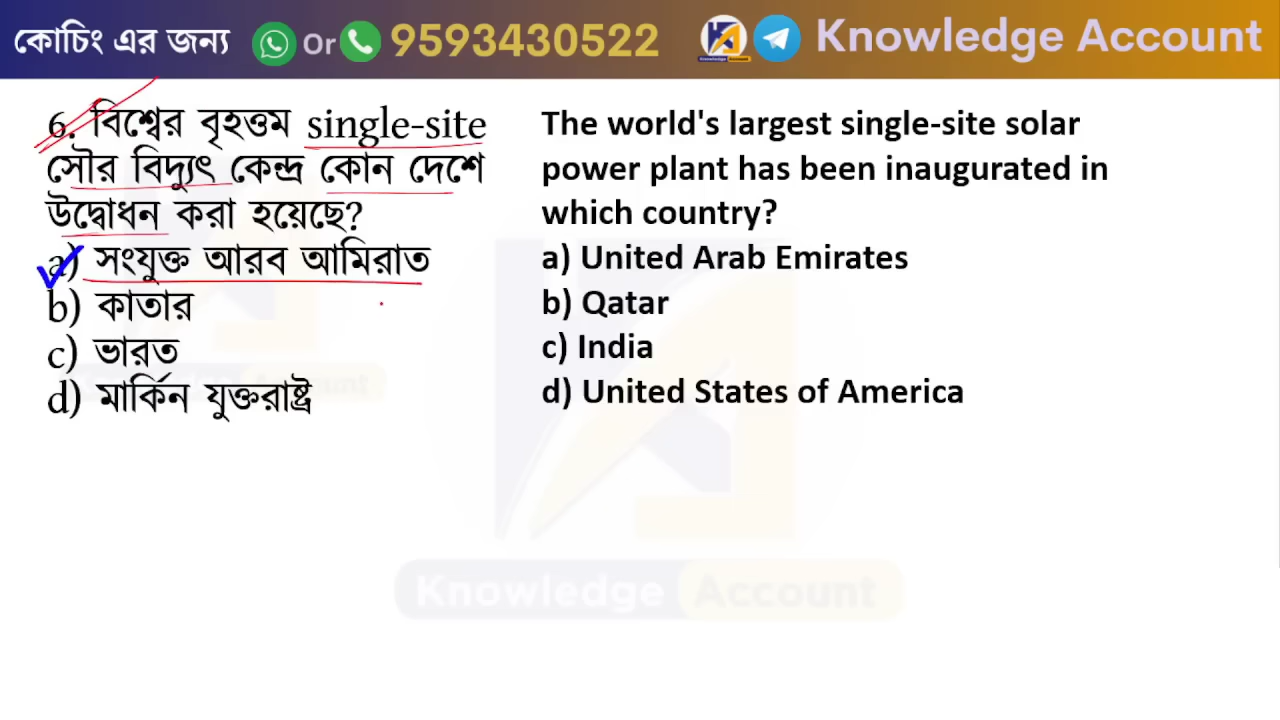 কোচিং এর জন্য Or 9593430522 Knowledge Account
6. বিশ্বের বৃহত্তম single-site
সৌর বিদ্যুৎ কেন্দ্র কোন দেশে
উদ্বোধন করা হয়েছে?
a) সংযুক্ত আরব আমিরাত
b) কাতার
c) ভারত
d) মার্কিন যুক্তরাষ্ট্র
The world's largest single-site solar
power plant has been inaugurated in
which country?
a) United Arab Emirates
b) Qatar
c) India
d) United States of America
Knowledge Account